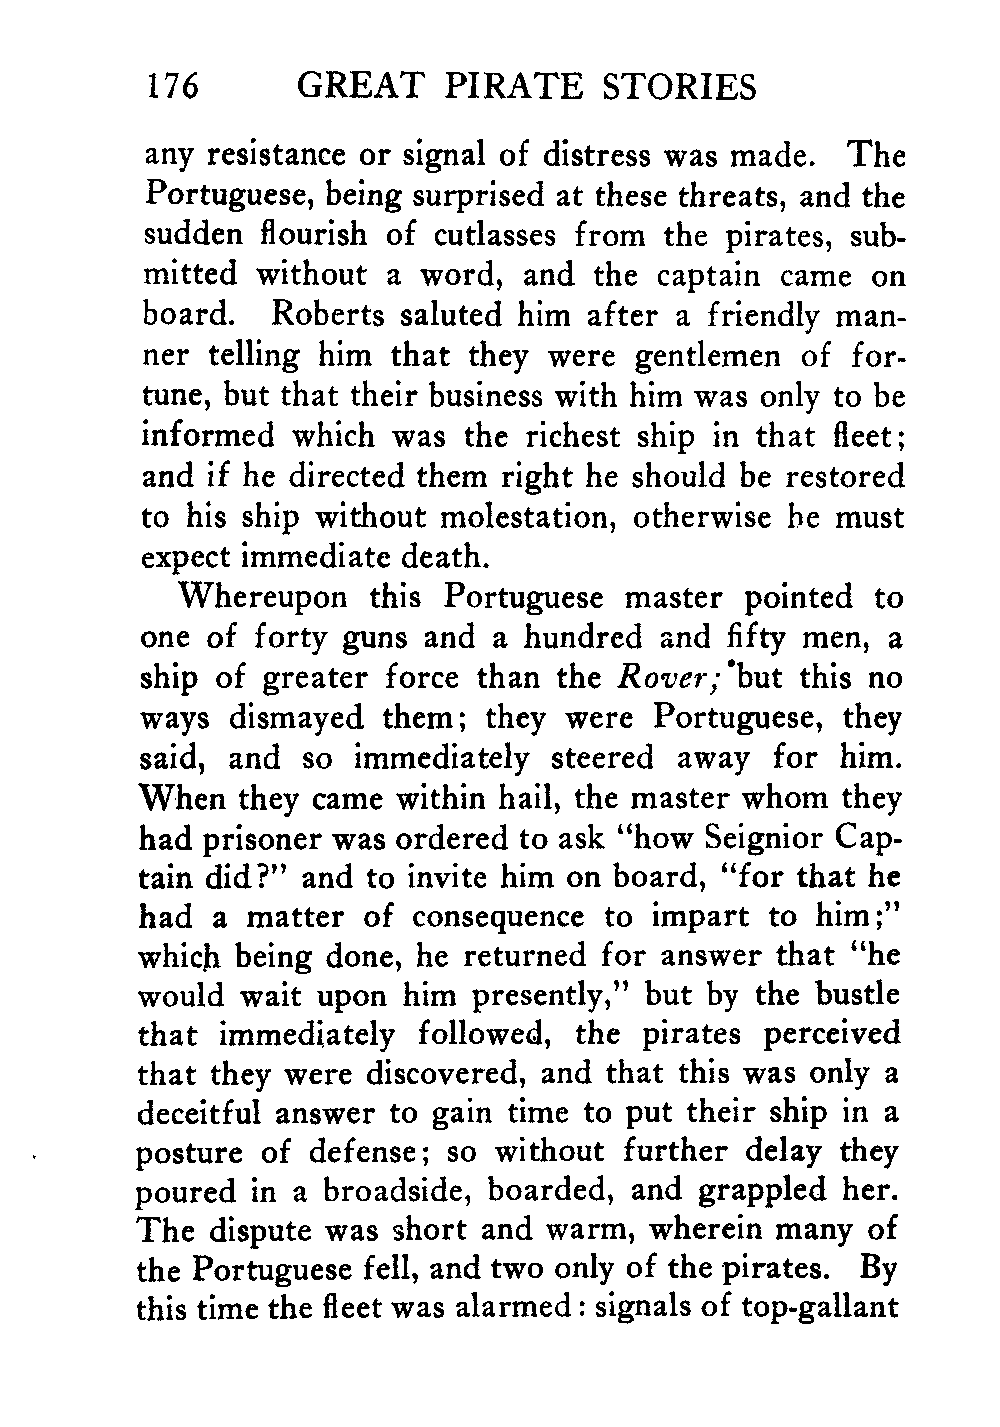 176 GREAT PIRATE STORIES
any resistance or signal of distress was made. The
Portuguese, being surprised at these threats, and the
sudden flourish of cutlasses from the pirates, sub-
mitted without a word, and the captain came on
board. Roberts saluted him after a friendly man-
ner telling him that they were gentlemen of for-
tune, but that their business with him was only to be
informed which was the richest ship in that fleet;
and if he directed them right he should be restored
to his ship without molestation, otherwise he must
expect immediate death.
Whereupon this Portuguese master pointed to
one of forty guns and a hundred and fifty men, a
ship of greater force than the Rover; but this no
ways dismayed them; they were Portuguese, they
said, and so immediately steered away for him.
When they came within hail, the master whom they
had prisoner was ordered to ask "how Seignior Cap-
tain did?" and to invite him on board, "for that he
had a matter of consequence to impart to him;"
which being done, he returned for answer that "he
would wait upon him presently," but by the bustle
that immediately followed, the pirates perceived
that they were discovered, and that this was only a
deceitful answer to gain time to put their ship in a
posture of defense; so without further delay they
poured in a broadside, boarded, and grappled her.
The dispute was short and warm, wherein many of
the Portuguese fell, and two only of the pirates. By
this time the fleet was alarmed: signals of top-gallant